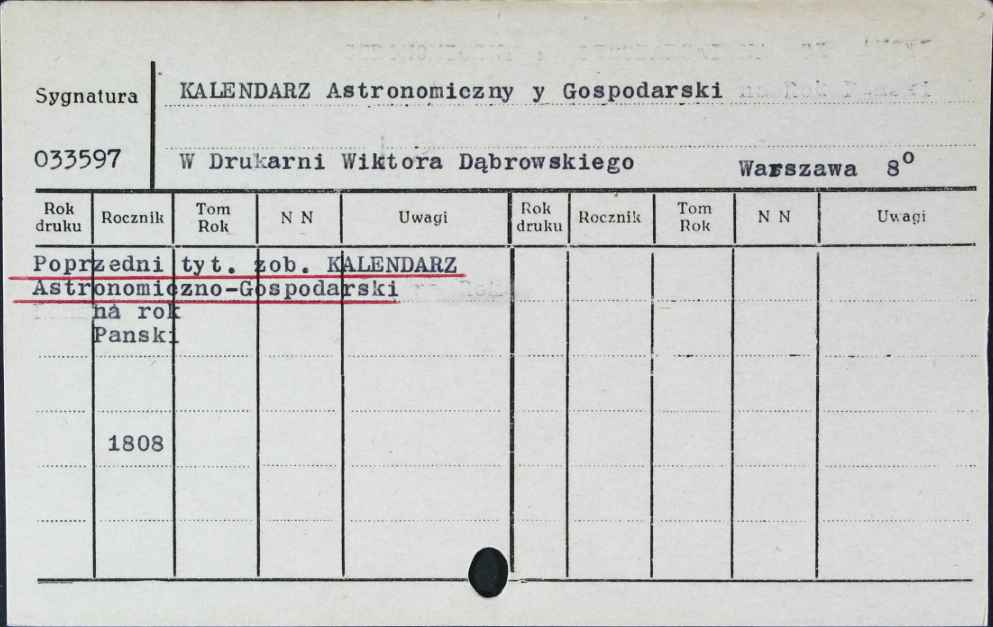 Sygnatura
KALENDARZ Astronomiczny y Gospodarski
033597
W Drukarni Wiktora Dąbrowskiego Warszawa 8°
Rok druku Rocznik Tom Rok N N Uwagi Rok druku Rocznik Tom Rok N N Uwagi
Poprzedni tyt. zob. KALENDARZ
Astronomiczno-Gospodarski
na rok
Panski
1808